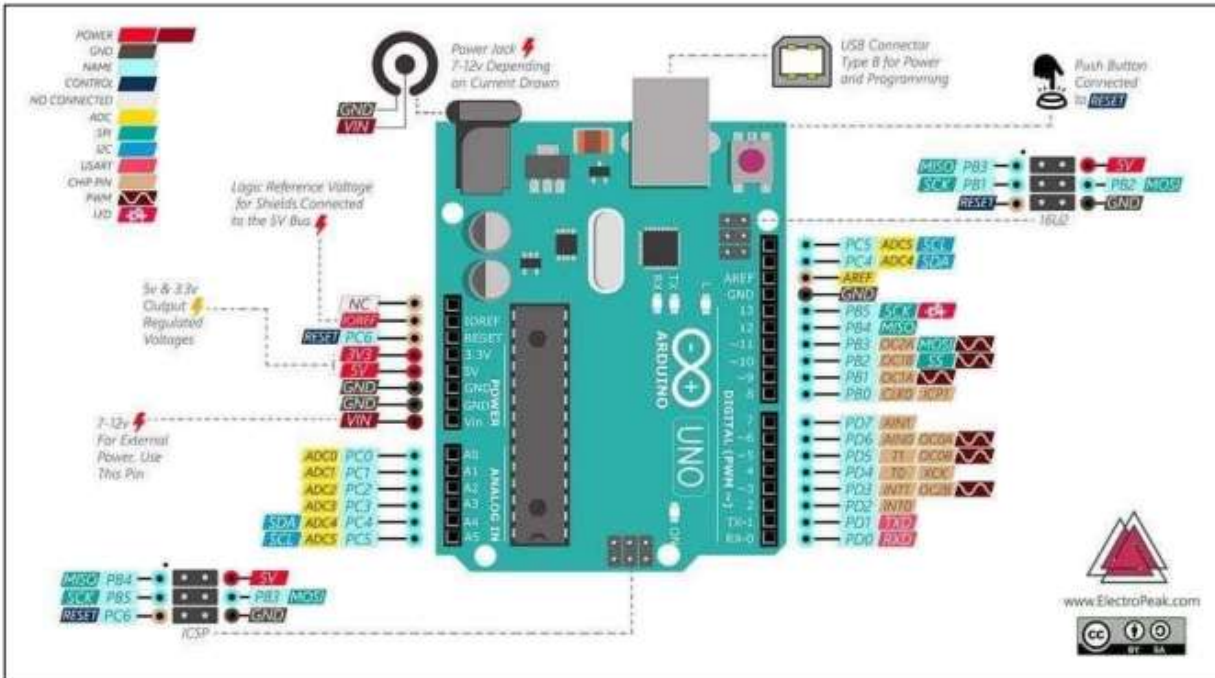 POWER
GND
NAME
CONTROL
NO CONNECTED
ADC
SPI
I2C
USART
CHIP PIN
PWM
LED
Power Jack
7-12v Depending
on Current Drawn
GND
VIN
USB Connector
Type B for Power
and Programming
Push Button
Connected
to RESET
MISO PB3
5V
SCK PB1
PB2 MOSI
RESET
GND
16U2
Logic Reference Voltage
for Shields Connected
to the 5V Bus
5v & 3.3v
Output
Regulated
Voltages
7-12v
For External
Power, Use
This Pin
NC
IOREF
RESET PC6
3V3
5V
GND
GND
VIN
ADC0 PC0
ADC1 PC1
ADC2 PC2
ADC3 PC3
SDA ADC4 PC4
SCL ADC5 PC5
IOREF
RESET
3.3V
5V
GND
GND
Vin
POWER
A0
A1
A2
A3
A4
A5
ANALOG IN
RX
TX
L
ARDUINO
UNO
ON
DIGITAL (PWM ~)
AREF
GND
13
12
~11
~10
~9
8
7
~6
~5
4
~3
2
TX-1
RX-0
PC5 ADC5 SCL
PC4 ADC4 SDA
AREF
GND
PB5 SCK
PB4 MISO
PB3 OC2A MOSI
PB2 OC1B SS
PB1 OC1A
PB0 CLK0 ICP1
PD7 AIN1
PD6 AIN0 OC0A
PD5 T1 OC0B
PD4 T0 XCK
PD3 INT1 OC2B
PD2 INT0
PD1 TXD
PD0 RXD
MISO PB4
5V
SCK PB5
PB3 MOSI
RESET PC6
GND
ICSP
www.ElectroPeak.com
cc
BY SA